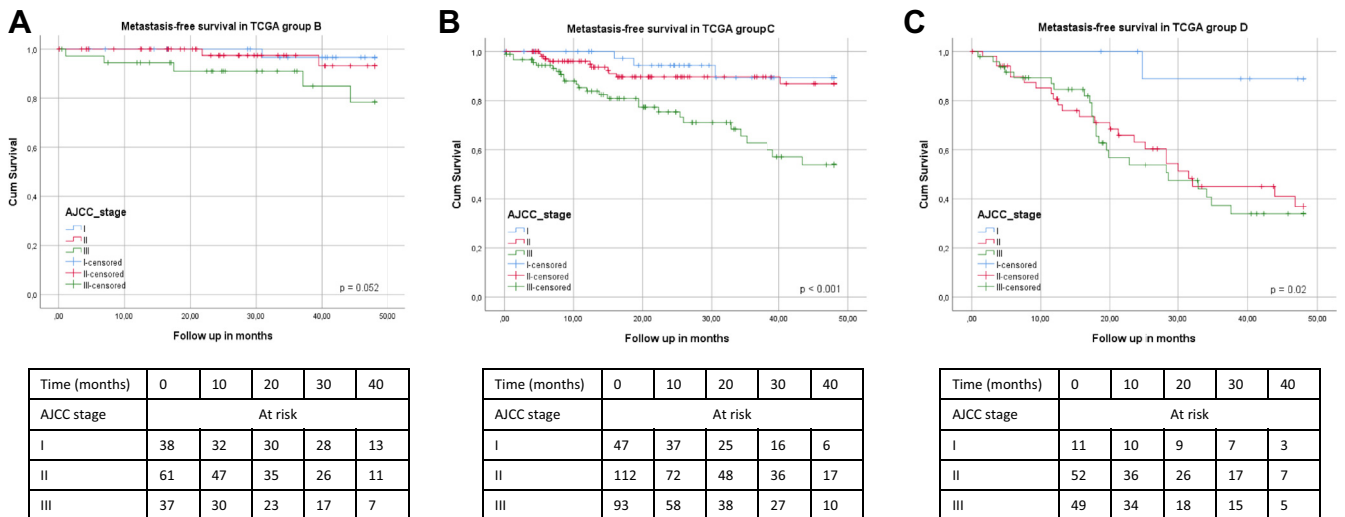 A
Metastasis-free survival in TCGA group B
Cum Survival
1,0
0,8
0,6
0,4
0,2
0,0
AJCC_stage
I
II
III
I-censored
II-censored
III-censored
p = 0.052
,00 10,00 20,00 30,00 40,00 50,00
Follow up in months
Time (months) 0 10 20 30 40
AJCC stage At risk
I 38 32 30 28 13
II 61 47 35 26 11
III 37 30 23 17 7
B
Metastasis-free survival in TCGA group C
Cum Survival
1,0
0,8
0,6
0,4
0,2
0,0
AJCC_stage
I
II
III
I-censored
II-censored
III-censored
p < 0.001
,00 10,00 20,00 30,00 40,00 50,00
Follow up in months
Time (months) 0 10 20 30 40
AJCC stage At risk
I 47 37 25 16 6
II 112 72 48 36 17
III 93 58 38 27 10
C
Metastasis-free survival in TCGA group D
Cum Survival
1,0
0,8
0,6
0,4
0,2
0,0
AJCC_stage
I
II
III
I-censored
II-censored
III-censored
p = 0.02
,00 10,00 20,00 30,00 40,00 50,00
Follow up in months
Time (months) 0 10 20 30 40
AJCC stage At risk
I 11 10 9 7 3
II 52 36 26 17 7
III 49 34 18 15 5